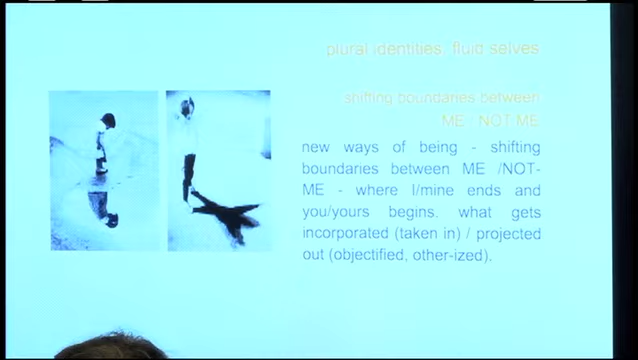 plural identities, fluid selves
shifting boundaries between
ME / NOT ME
new ways of being - shifting
boundaries between ME /NOT-
ME - where I/mine ends and
you/yours begins. what gets
incorporated (taken in) / projected
out (objectified, other-ized).